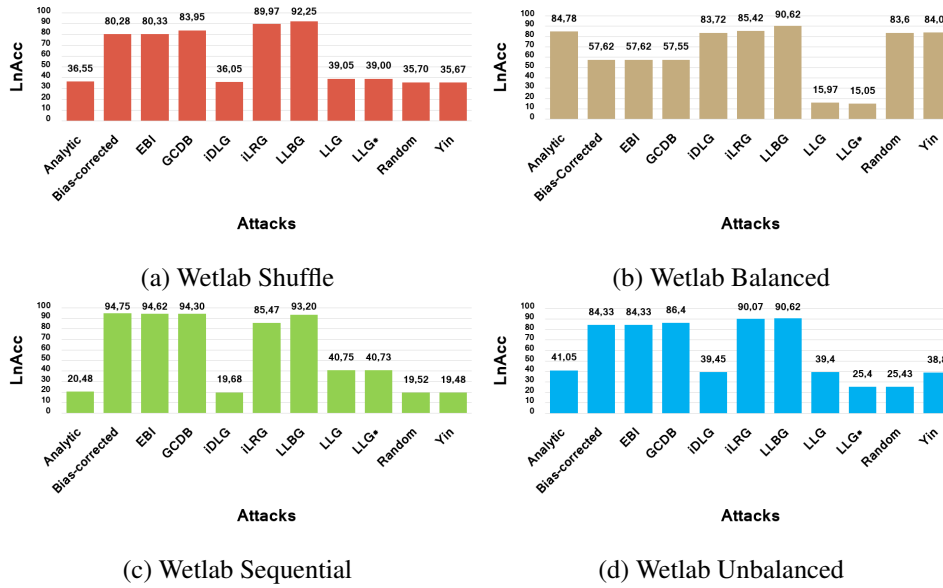 LnAcc
100
90
80
70
60
50
40
30
20
10
0
36,55 80,28 80,33 83,95 36,05 89,97 92,25 39,05 39,00 35,70 35,67
Analytic Bias-corrected EBI GCDB iDLG iLRG LLBG LLG LLG* Random Yin
Attacks
(a) Wetlab Shuffle
LnAcc
100
90
80
70
60
50
40
30
20
10
0
84,78 57,62 57,62 57,55 83,72 85,42 90,62 15,97 15,05 83,6 84,0
Analytic Bias-Corrected EBI GCDB iDLG iLRG LLBG LLG LLG* Random Yin
Attacks
(b) Wetlab Balanced
LnAcc
100
90
80
70
60
50
40
30
20
10
0
20,48 94,75 94,62 94,30 19,68 85,47 93,20 40,75 40,73 19,52 19,48
Analytic Bias-corrected EBI GCDB iDLG iLRG LLBG LLG LLG* Random Yin
Attacks
(c) Wetlab Sequential
LnAcc
100
90
80
70
60
50
40
30
20
10
0
41,05 84,33 84,33 86,4 39,45 90,07 90,62 39,4 25,4 25,43 38,8
Analytic Bias-corrected EBI GCDB iDLG iLRG LLBG LLG LLG* Random Yin
Attacks
(d) Wetlab Unbalanced